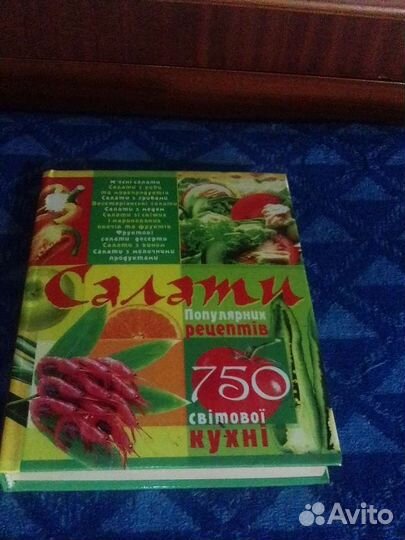 М'ясні салати
Салати з риби
та морепродуктів
Салати з грибами
Вегетаріанські салати
Салати з медом
Салати зі свіжих
і маринованих
овочів та фруктів
Фруктові
салати десерти
Салати з вином
Салати з молочними
продуктами
Салати
Популярних
рецептів
750
світової
кухні
Avito